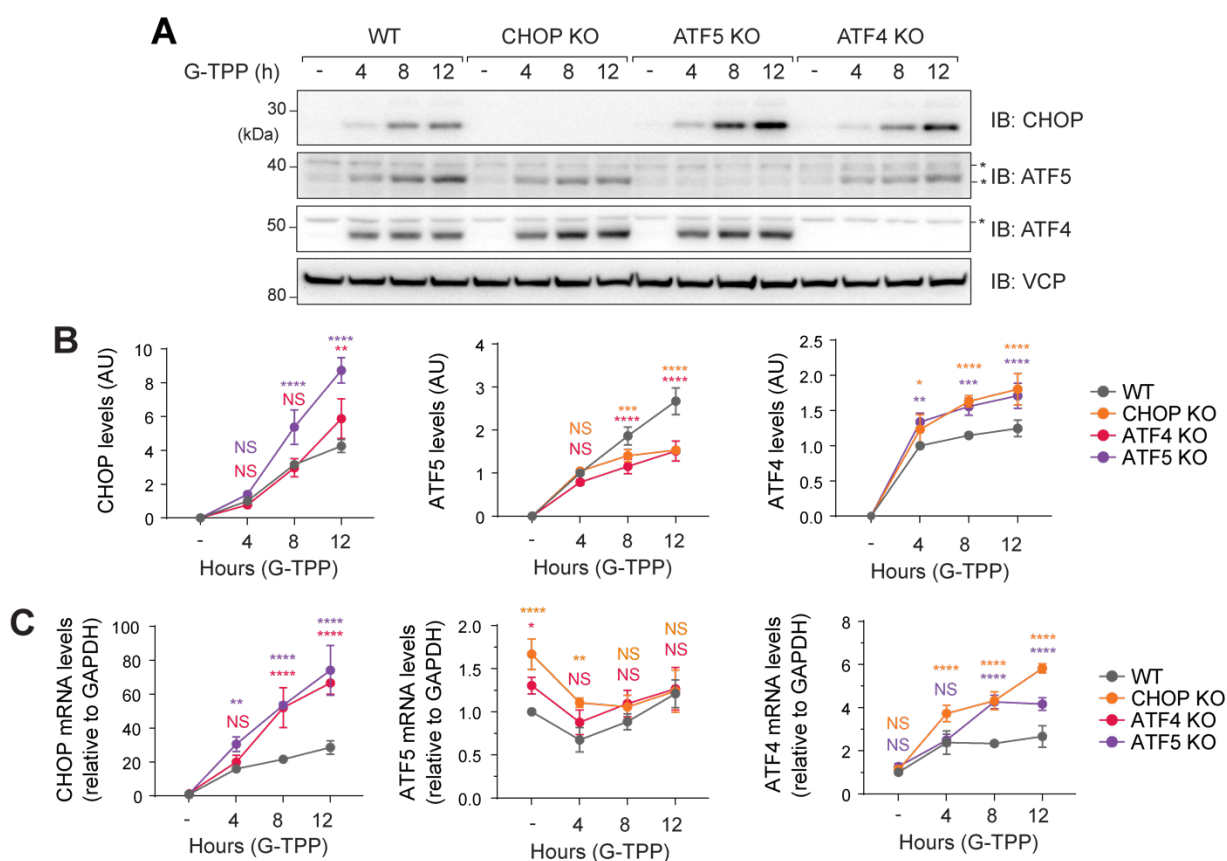 A
WT CHOP KO ATF5 KO ATF4 KO
G-TPP (h) - 4 8 12 - 4 8 12 - 4 8 12 - 4 8 12
30
(kDa)
IB: CHOP
40
*
*
IB: ATF5
50
*
IB: ATF4
80
IB: VCP
B
CHOP levels (AU)
10
8
6
4
2
0
NS
NS
****
NS
****
**
- 4 8 12
Hours (G-TPP)
ATF5 levels (AU)
4
3
2
1
0
NS
NS
***
****
****
****
- 4 8 12
Hours (G-TPP)
ATF4 levels (AU)
2.5
2.0
1.5
1.0
0.5
0.0
*
**
****
***
****
****
- 4 8 12
Hours (G-TPP)
WT
CHOP KO
ATF4 KO
ATF5 KO
C
CHOP mRNA levels
(relative to GAPDH)
100
80
60
40
20
0
**
NS
****
****
****
****
- 4 8 12
Hours (G-TPP)
ATF5 mRNA levels
(relative to GAPDH)
2.0
1.5
1.0
0.5
0.0
****
*
**
NS
NS
NS
NS
NS
- 4 8 12
Hours (G-TPP)
ATF4 mRNA levels
(relative to GAPDH)
8
6
4
2
0
NS
NS
****
NS
****
****
****
****
- 4 8 12
Hours (G-TPP)
WT
CHOP KO
ATF4 KO
ATF5 KO